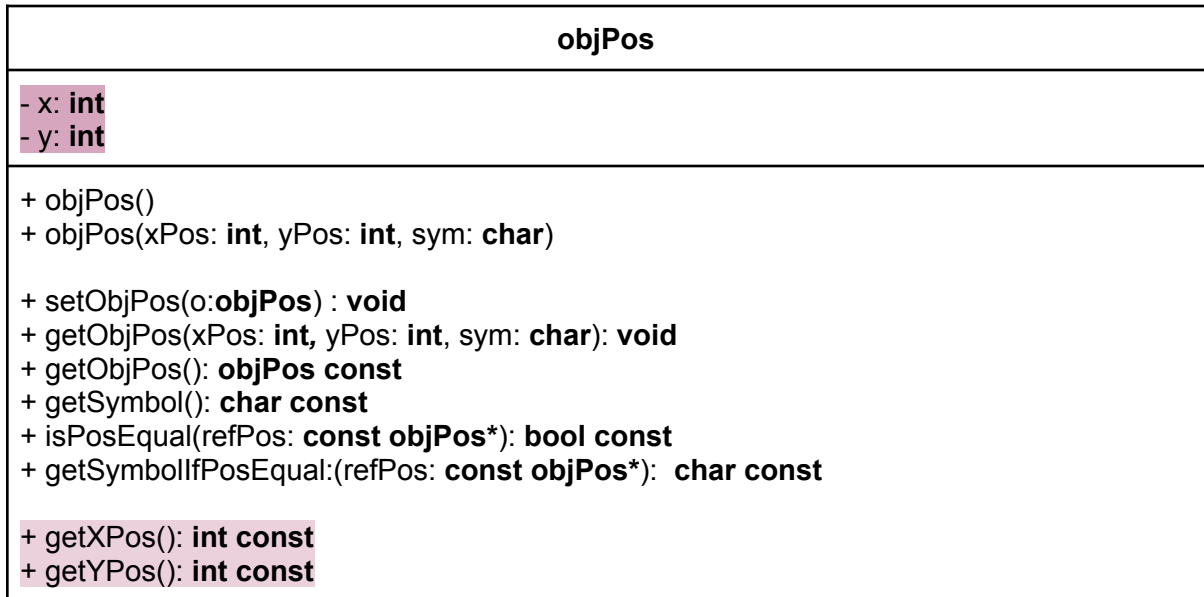 objPos
- x: int
- y: int
+ objPos()
+ objPos(xPos: int, yPos: int, sym: char)
+ setObjPos(o:objPos) : void
+ getObjPos(xPos: int, yPos: int, sym: char): void
+ getObjPos(): objPos const
+ getSymbol(): char const
+ isPosEqual(refPos: const objPos*): bool const
+ getSymbolIfPosEqual:(refPos: const objPos*): char const
+ getXPos(): int const
+ getYPos(): int const